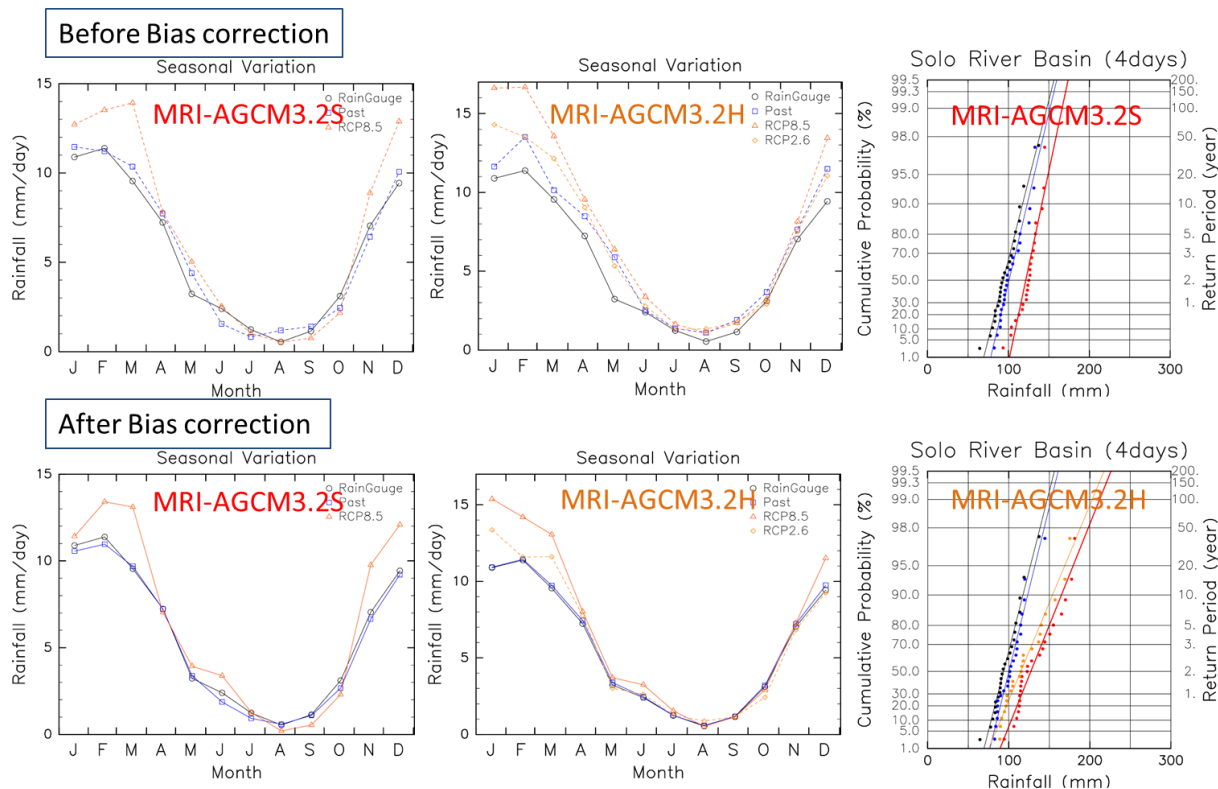 Before Bias correction
Seasonal Variation
MRI-AGCM3.2S
RainGauge
Past
RCP8.5
15
10
5
0
Rainfall (mm/day)
J F M A M J J A S O N D
Month
Seasonal Variation
MRI-AGCM3.2H
RainGauge
Past
RCP8.5
RCP2.6
15
10
5
0
Rainfall (mm/day)
J F M A M J J A S O N D
Month
Solo River Basin (4days)
MRI-AGCM3.2S
99.5
99.3
99.0
98.0
95.0
90.0
80.0
70.0
50.0
30.0
20.0
10.0
5.0
1.0
Cumulative Probability (%)
200.
150.
100.
50.
20.
10.
5.
3.
2.
1.
Return Period (year)
0 100 200 300
Rainfall (mm)
After Bias correction
Seasonal Variation
MRI-AGCM3.2S
RainGauge
Past
RCP8.5
15
10
5
0
Rainfall (mm/day)
J F M A M J J A S O N D
Month
Seasonal Variation
MRI-AGCM3.2H
RainGauge
Past
RCP8.5
RCP2.6
15
10
5
0
Rainfall (mm/day)
J F M A M J J A S O N D
Month
Solo River Basin (4days)
MRI-AGCM3.2H
99.5
99.3
99.0
98.0
95.0
90.0
80.0
70.0
50.0
30.0
20.0
10.0
5.0
1.0
Cumulative Probability (%)
200.
150.
100.
50.
20.
10.
5.
3.
2.
1.
Return Period (year)
0 100 200 300
Rainfall (mm)